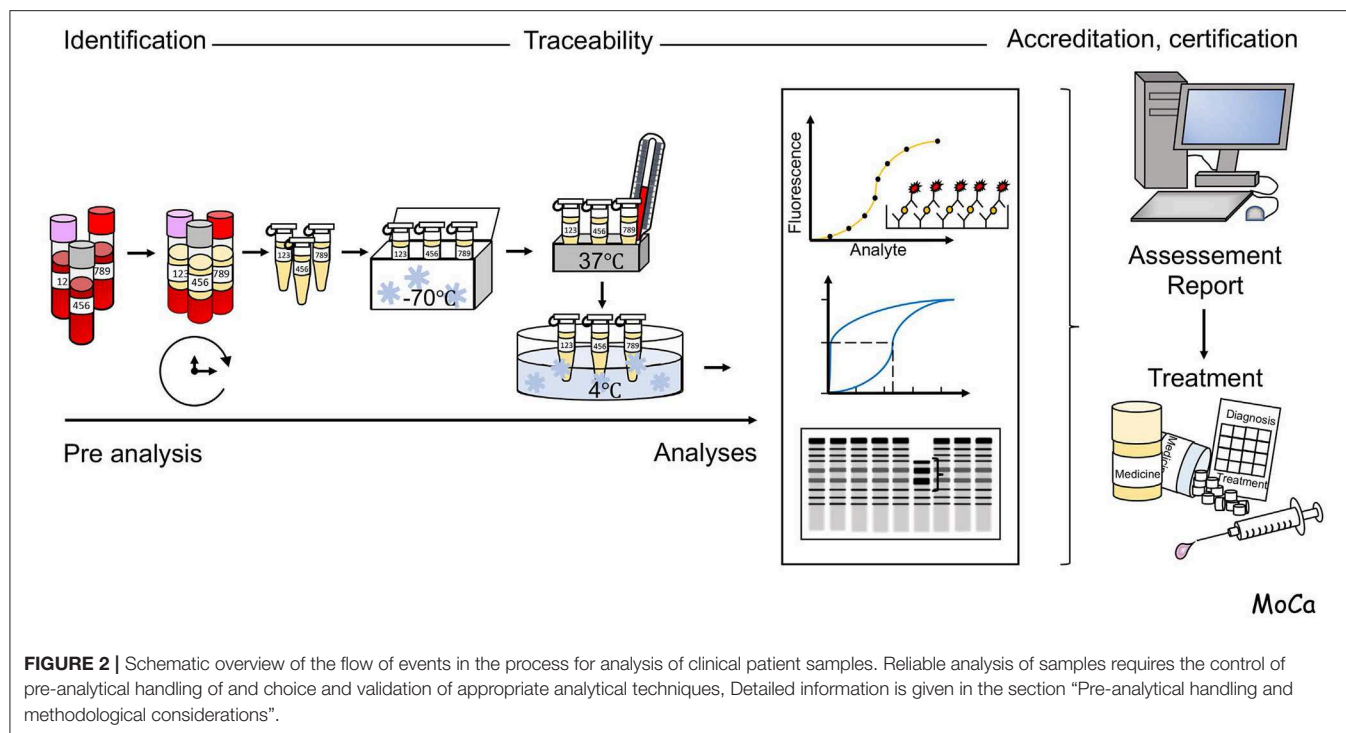 Identification
Traceability
Accreditation, certification
12
456
789
123
456
789
123
456
789
123
456
789
-70°C
123
456
789
37°C
123
456
789
4°C
Pre analysis
Analyses
Fluorescence
Analyte
Assessement
Report
Treatment
Medicine
Medicine
Diagnosis
Treatment
MoCa
FIGURE 2 | Schematic overview of the flow of events in the process for analysis of clinical patient samples. Reliable analysis of samples requires the control of
pre-analytical handling of and choice and validation of appropriate analytical techniques, Detailed information is given in the section “Pre-analytical handling and
methodological considerations”.